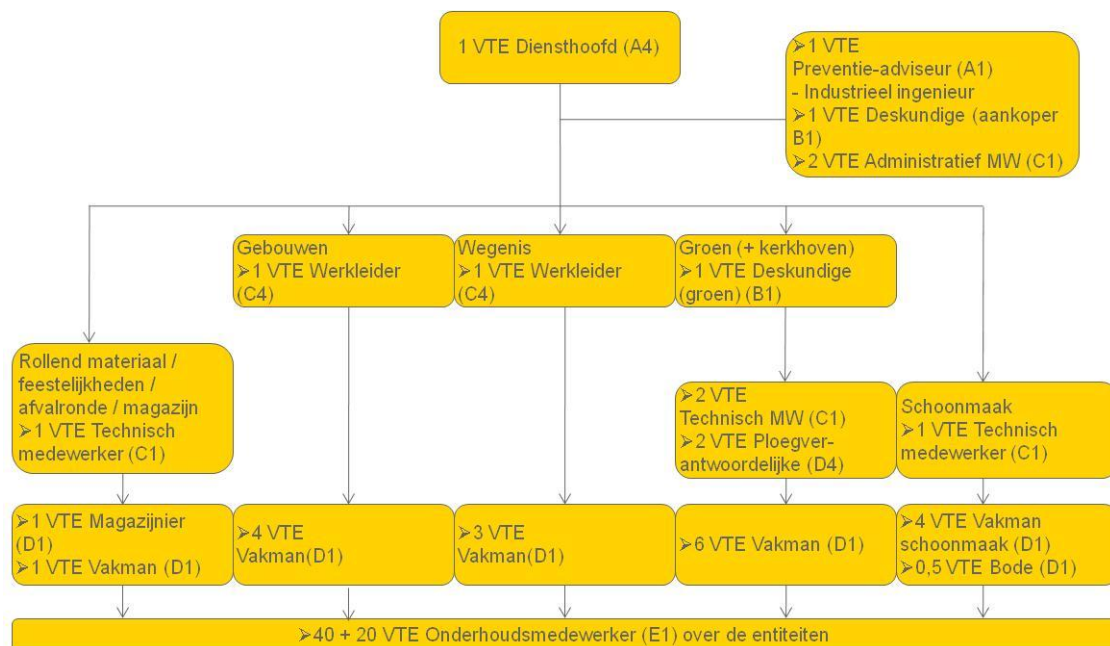 1 VTE Diensthoofd (A4)
➢1 VTE
Preventie-adviseur (A1)
- Industrieel ingenieur
➢1 VTE Deskundige (aankoper
B1)
➢2 VTE Administratief MW (C1)
Gebouwen
➢1 VTE Werkleider
(C4)
Wegenis
➢1 VTE Werkleider
(C4)
Groen (+ kerkhoven)
➢1 VTE Deskundige
(groen) (B1)
Rollend materiaal /
feestelijkheden /
afvalronde / magazijn
➢1 VTE Technisch
medewerker (C1)
➢2 VTE
Technisch MW (C1)
➢2 VTE Ploegver-
antwoordelijke (D4)
Schoonmaak
➢1 VTE Technisch
medewerker (C1)
➢1 VTE Magazijnier
(D1)
➢1 VTE Vakman (D1)
➢4 VTE
Vakman(D1)
➢3 VTE
Vakman(D1)
➢6 VTE Vakman (D1)
➢4 VTE Vakman
schoonmaak (D1)
➢0,5 VTE Bode (D1)
➢40 + 20 VTE Onderhoudsmedewerker (E1) over de entiteiten